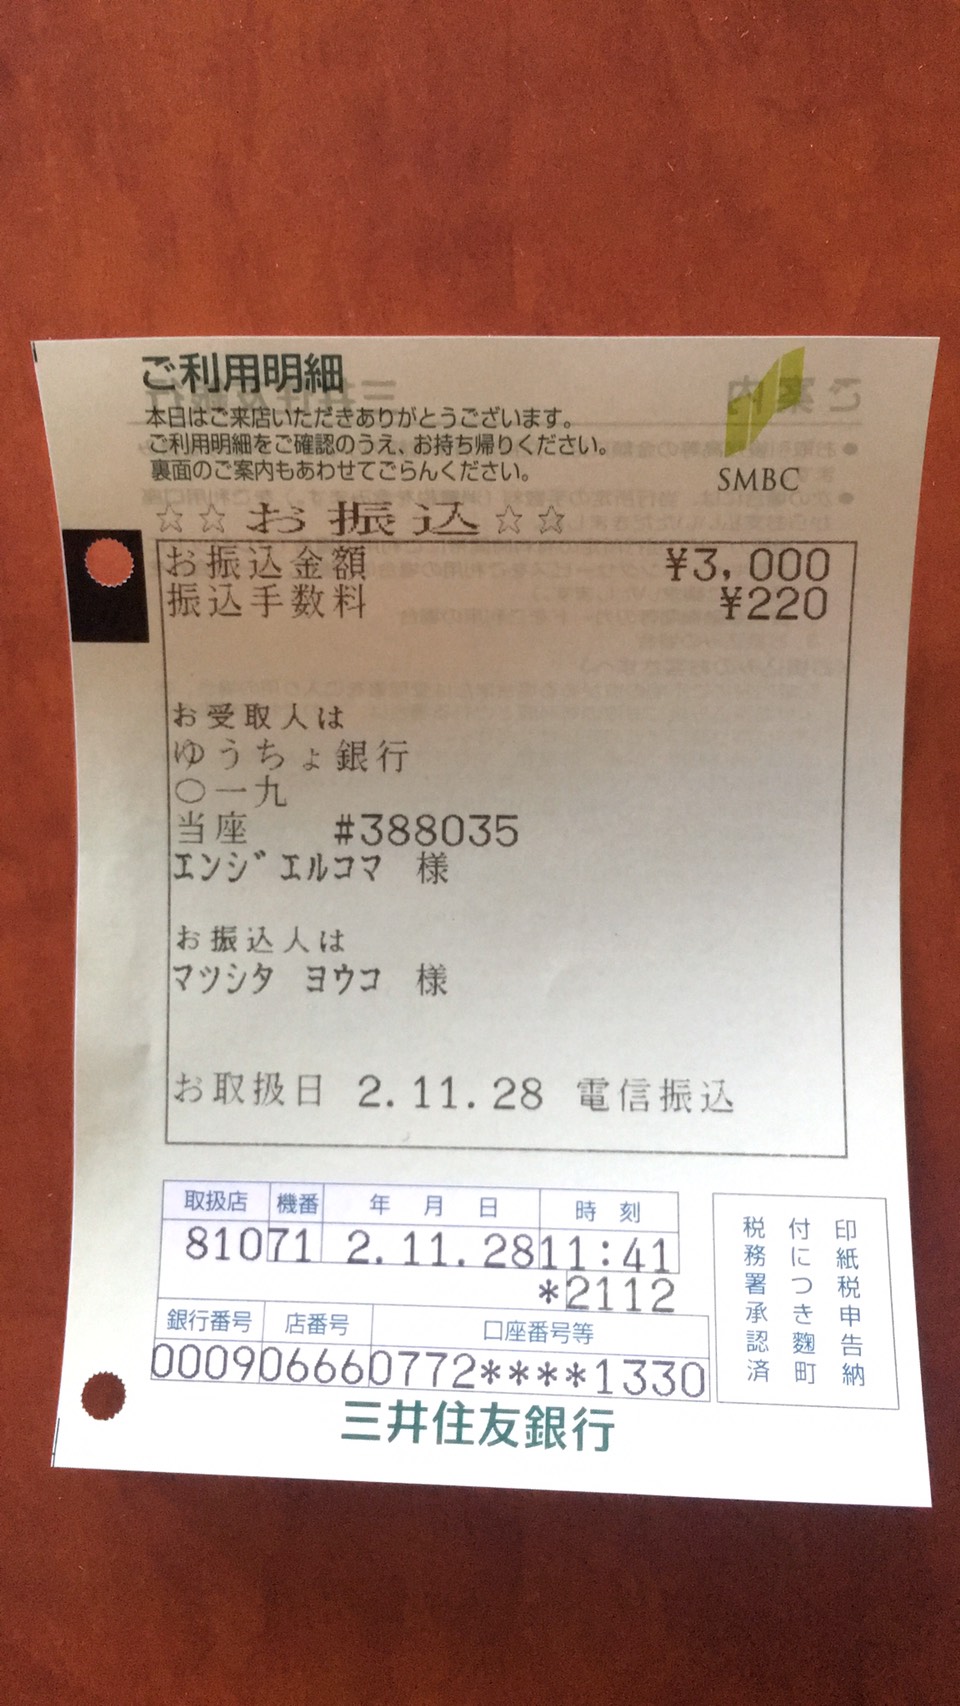 ご利用明細
本日はご来店いただきありがとうございます。
ご利用明細をご確認のうえ、お持ち帰りください。
裏面のご案内もあわせてごらんください。
SMBC
☆☆お振込☆☆
お振込金額 ¥3,000
振込手数料 ¥220
お受取人は
ゆうちょ銀行
〇一九
当座 #388035
エンジエルコマ 様
お振込人は
マツシタ ヨウコ 様
お取扱日 2.11.28 電信振込
取扱店 機番 年 月 日 時 刻
81071 2.11.28 11:41
*2112
銀行番号 店番号 口座番号等
0009 0666 0772****1330
印紙税申告納
付につき麴町
税務署承認済
三井住友銀行